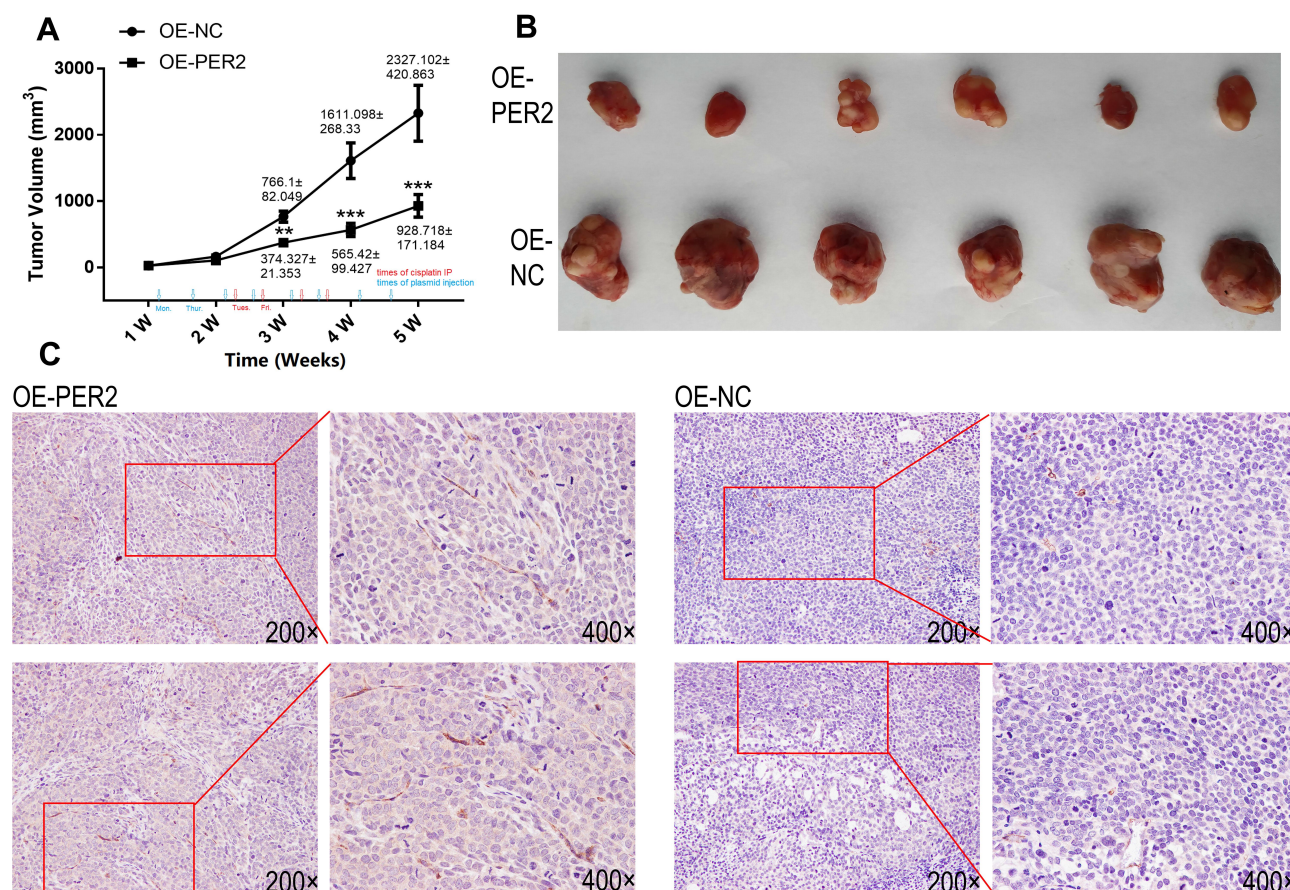 A
OE-NC
OE-PER2
3000
2000
1000
0
Tumor Volume (mm³)
766.1±
82.049
1611.098±
268.33
2327.102±
420.863
**
***
***
374.327±
21.353
565.42±
99.427
928.718±
171.184
times of cisplatin IP
times of plasmid injection
Mon.
Thur.
Tues.
Fri.
1 W
2 W
3 W
4 W
5 W
Time (Weeks)
B
OE-
PER2
OE-
NC
C
OE-PER2
OE-NC
200×
400×
200×
400×
200×
400×
200×
400×